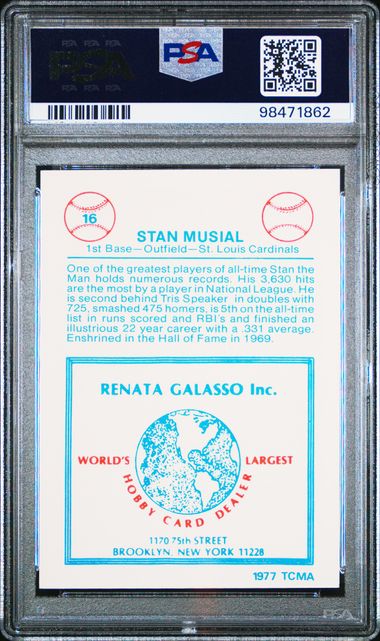 PSA
PSA
98471862
16
STAN MUSIAL
1st Base—Outfield—St. Louis Cardinals
One of the greatest players of all-time Stan the
Man holds numerous records. His 3,630 hits
are the most by a player in National League. He
is second behind Tris Speaker in doubles with
725, smashed 475 homers, is 5th on the all-time
list in runs scored and RBI's and finished an
illustrious 22 year career with a .331 average.
Enshrined in the Hall of Fame in 1969.
RENATA GALASSO Inc.
WORLD'S LARGEST
HOBBY CARD DEALER
1170 75th STREET
BROOKLYN, NEW YORK 11228
1977 TCMA
PSA